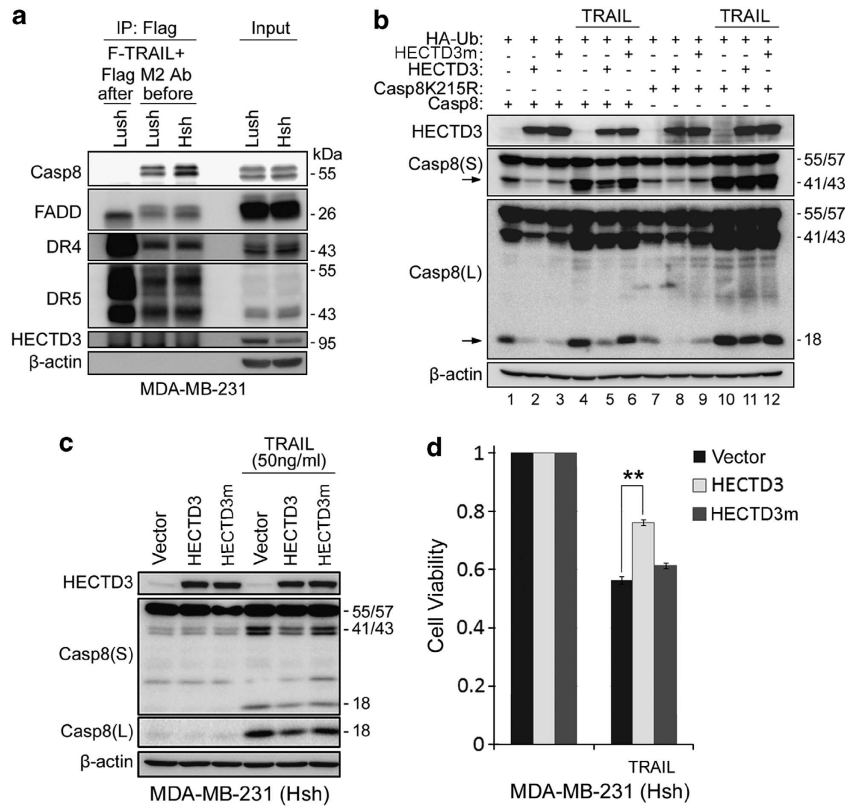 a
IP: Flag Input
F-TRAIL+
Flag M2 Ab
after before
Lush Lush Hsh Lush Hsh
kDa
Casp8 - 55
FADD - 26
DR4 - 43
- 55
DR5
- 43
HECTD3 - 95
β-actin
MDA-MB-231
b
TRAIL TRAIL
HA-Ub: + + + + + + + + + + + +
HECTD3m: - - + - - + - - + - - +
HECTD3: - + - - + - - + - - + -
Casp8K215R: - - - - - - + + + + + +
Casp8: + + + + + + - - - - - -
HECTD3
Casp8(S) - 55/57
- 41/43
- 55/57
- 41/43
Casp8(L)
- 18
β-actin
1 2 3 4 5 6 7 8 9 10 11 12
c
TRAIL
(50ng/ml)
Vector HECTD3 HECTD3m Vector HECTD3 HECTD3m
HECTD3
- 55/57
- 41/43
Casp8(S)
- 18
Casp8(L) - 18
β-actin
MDA-MB-231 (Hsh)
d
Cell Viability
1
0.8
0.6
0.4
0.2
0
**
Vector
HECTD3
HECTD3m
TRAIL
MDA-MB-231 (Hsh)